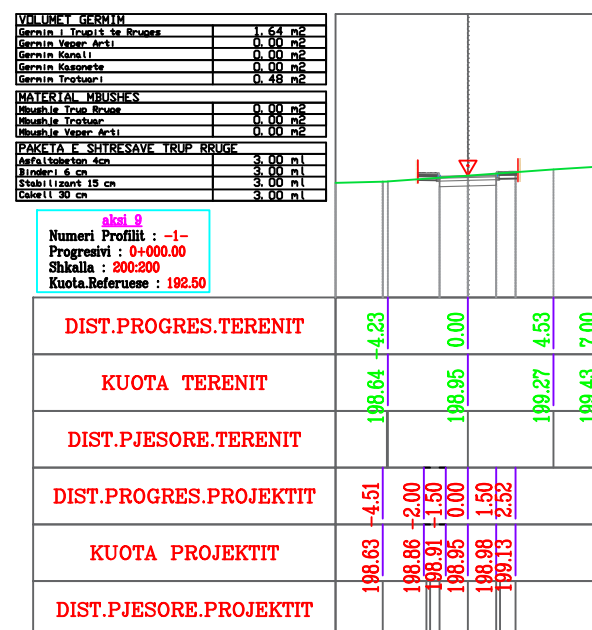 VOLUMET GERMIM
Germim i Trupit te Rruges 1.64 m2
Germim Veper Arti 0.00 m2
Germim Kanali 0.00 m2
Germim Kasonete 0.00 m2
Germim Trotuari 0.48 m2
MATERIAL MBUSHES
Mbushje Trup Rruge 0.00 m2
Mbushje Trotuar 0.00 m2
Mbushje Veper Arti 0.00 m2
PAKETA E SHTRESAVE TRUP RRUGE
Asfaltobeton 4cm 3.00 ml
Binderi 6 cm 3.00 ml
Stabilizant 15 cm 3.00 ml
Cakell 30 cm 3.00 ml
aksi 9
Numeri Profilit : -1-
Progresivi : 0+000.00
Shkalla : 200:200
Kuota.Referuese : 192.50
DIST.PROGRES.TERENIT -4.23 0.00 4.53 7.00
KUOTA TERENIT 198.64 198.95 199.27 199.43
DIST.PJESORE.TERENIT
DIST.PROGRES.PROJEKTIT -4.51 -2.00 -1.50 0.00 1.50 2.52
KUOTA PROJEKTIT 198.63 198.86 198.91 198.95 198.98 199.13
DIST.PJESORE.PROJEKTIT